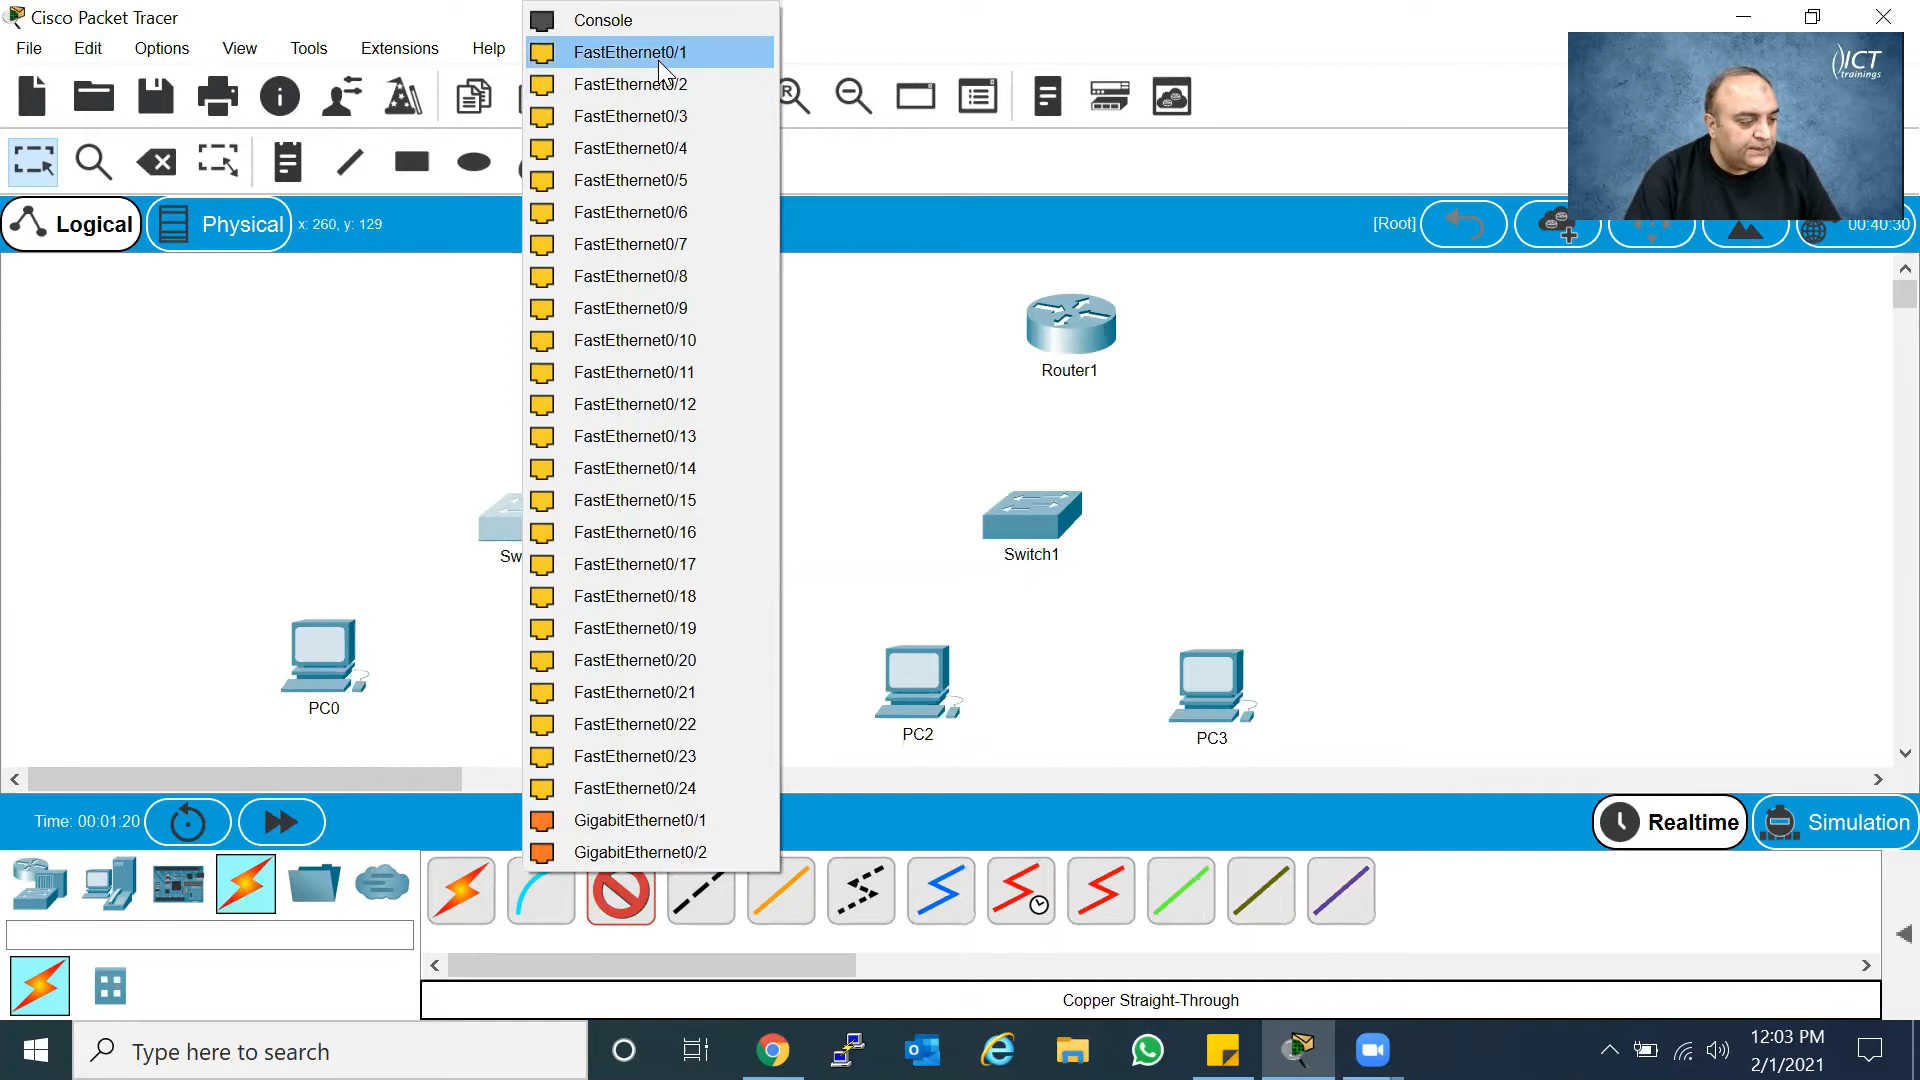 Cisco Packet Tracer
File Edit Options View Tools Extensions Help
Console
FastEthernet0/1
FastEthernet0/2
FastEthernet0/3
FastEthernet0/4
FastEthernet0/5
FastEthernet0/6
FastEthernet0/7
FastEthernet0/8
FastEthernet0/9
FastEthernet0/10
FastEthernet0/11
FastEthernet0/12
FastEthernet0/13
FastEthernet0/14
FastEthernet0/15
FastEthernet0/16
FastEthernet0/17
FastEthernet0/18
FastEthernet0/19
FastEthernet0/20
FastEthernet0/21
FastEthernet0/22
FastEthernet0/23
FastEthernet0/24
GigabitEthernet0/1
GigabitEthernet0/2
ICT
trainings
R
Logical Physical x: 260, y: 129
[Root] 00:40:30
Router1
Sw
Switch1
PC0
PC2
PC3
Time: 00:01:20
Realtime Simulation
Copper Straight-Through
Type here to search
12:03 PM
2/1/2021